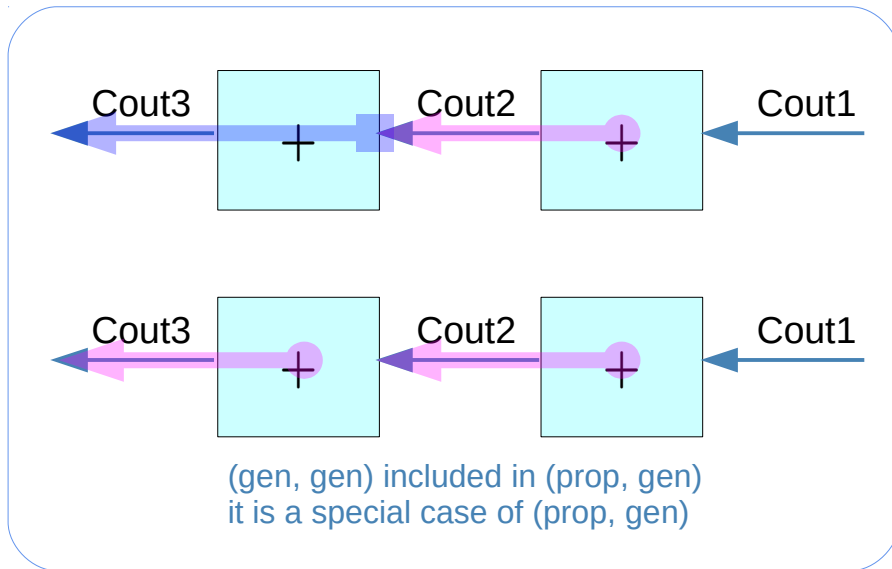 Cout3 Cout2 Cout1
+ +
Cout3 Cout2 Cout1
+ +
(gen, gen) included in (prop, gen)
it is a special case of (prop, gen)